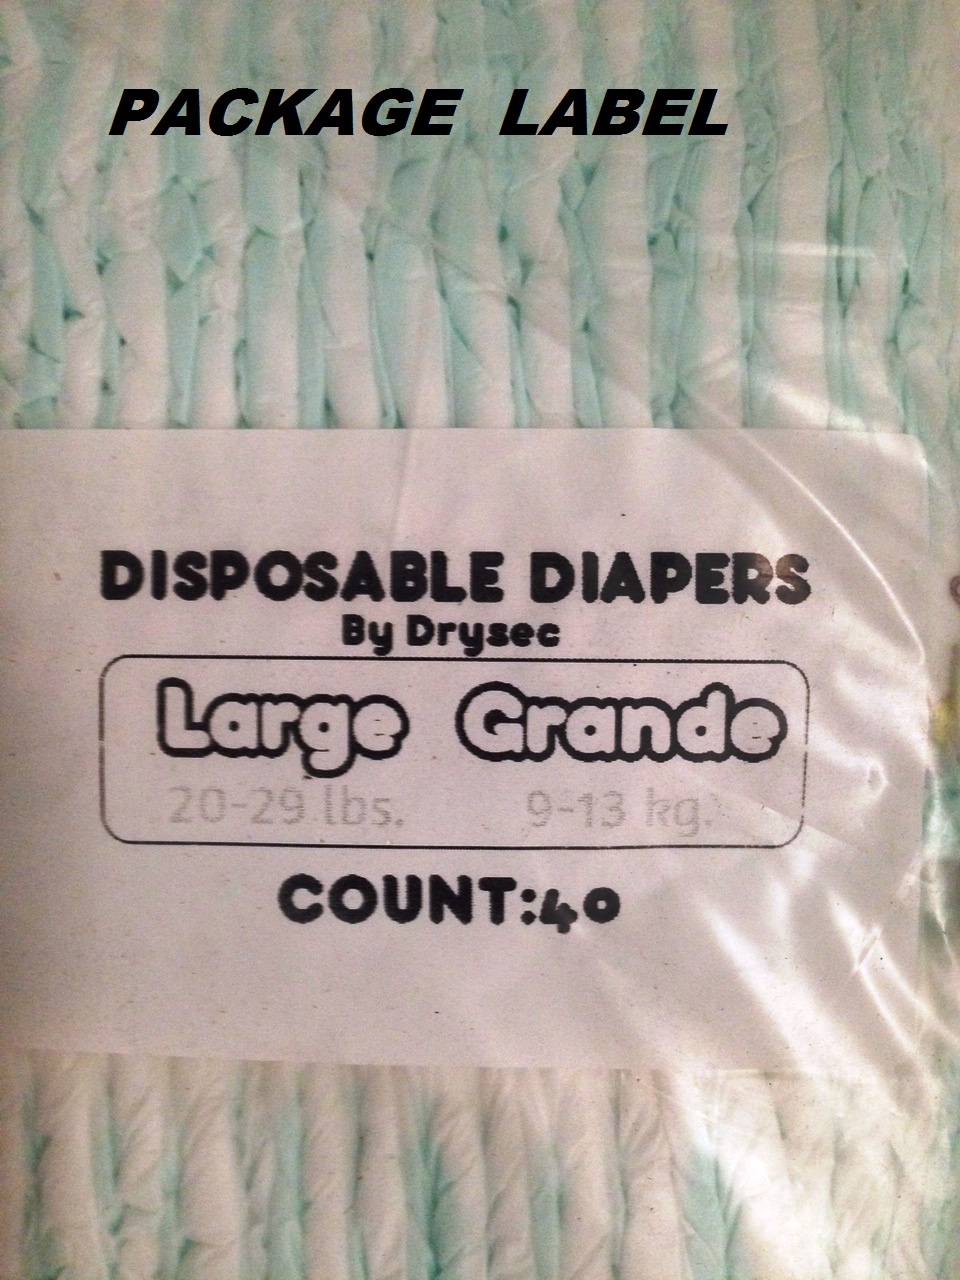 PACKAGE LABEL
DISPOSABLE DIAPERS
By Drysec
Large Grande
20-29 lbs. 9-13 kg.
COUNT:40